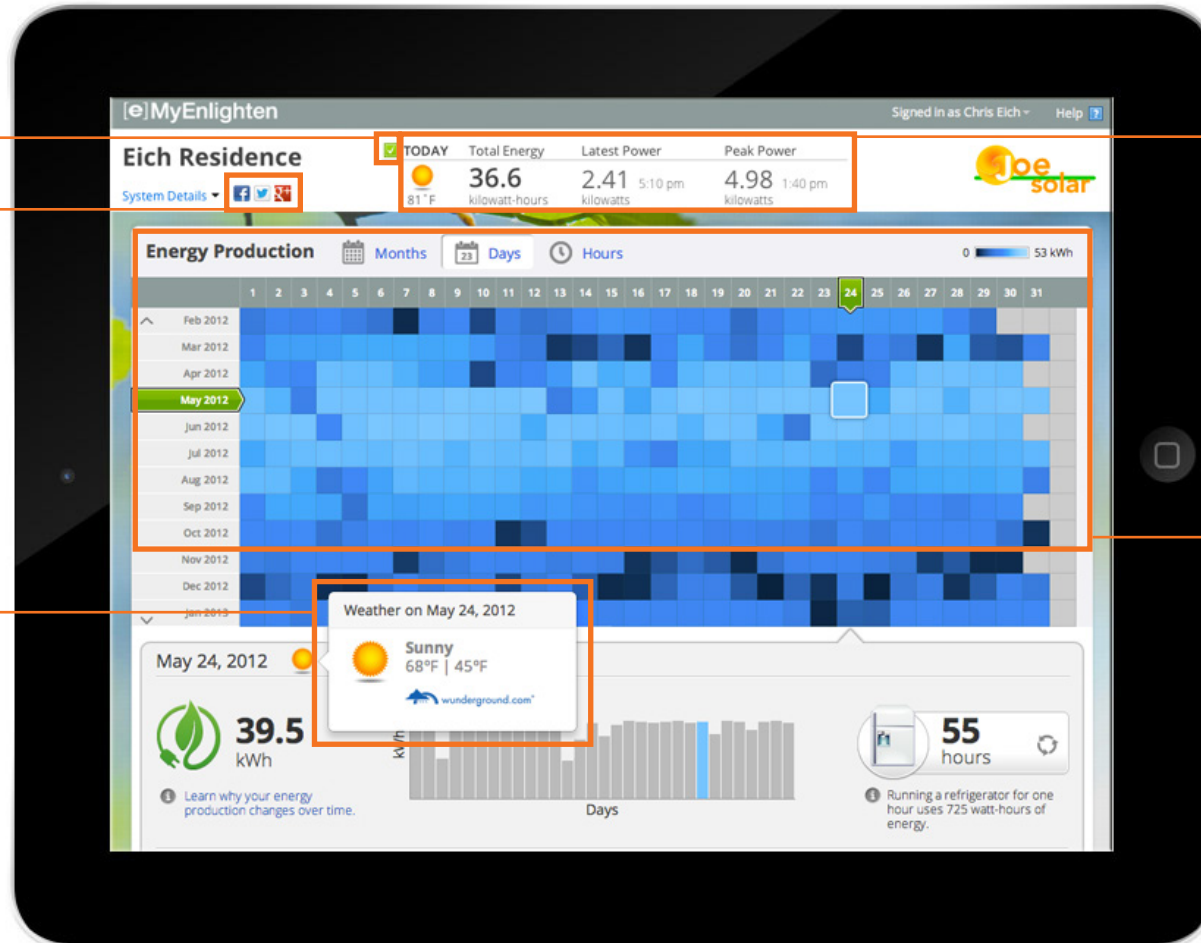 [e]MyEnlighten
Signed in as Chris Eich
Help ?
Eich Residence
System Details
TODAY
81°F
Total Energy
36.6
kilowatt-hours
Latest Power
2.41 5:10 pm
kilowatts
Peak Power
4.98 1:40 pm
kilowatts
Joe
solar
Energy Production
Months
23 Days
Hours
0 53 kWh
1 2 3 4 5 6 7 8 9 10 11 12 13 14 15 16 17 18 19 20 21 22 23 24 25 26 27 28 29 30 31
Feb 2012
Mar 2012
Apr 2012
May 2012
Jun 2012
Jul 2012
Aug 2012
Sep 2012
Oct 2012
Nov 2012
Dec 2012
Jan 2013
Weather on May 24, 2012
Sunny
68°F | 45°F
wunderground.com
May 24, 2012
39.5
kWh
Learn why your energy
production changes over time.
kWh
Days
55
hours
Running a refrigerator for one
hour uses 725 watt-hours of
energy.